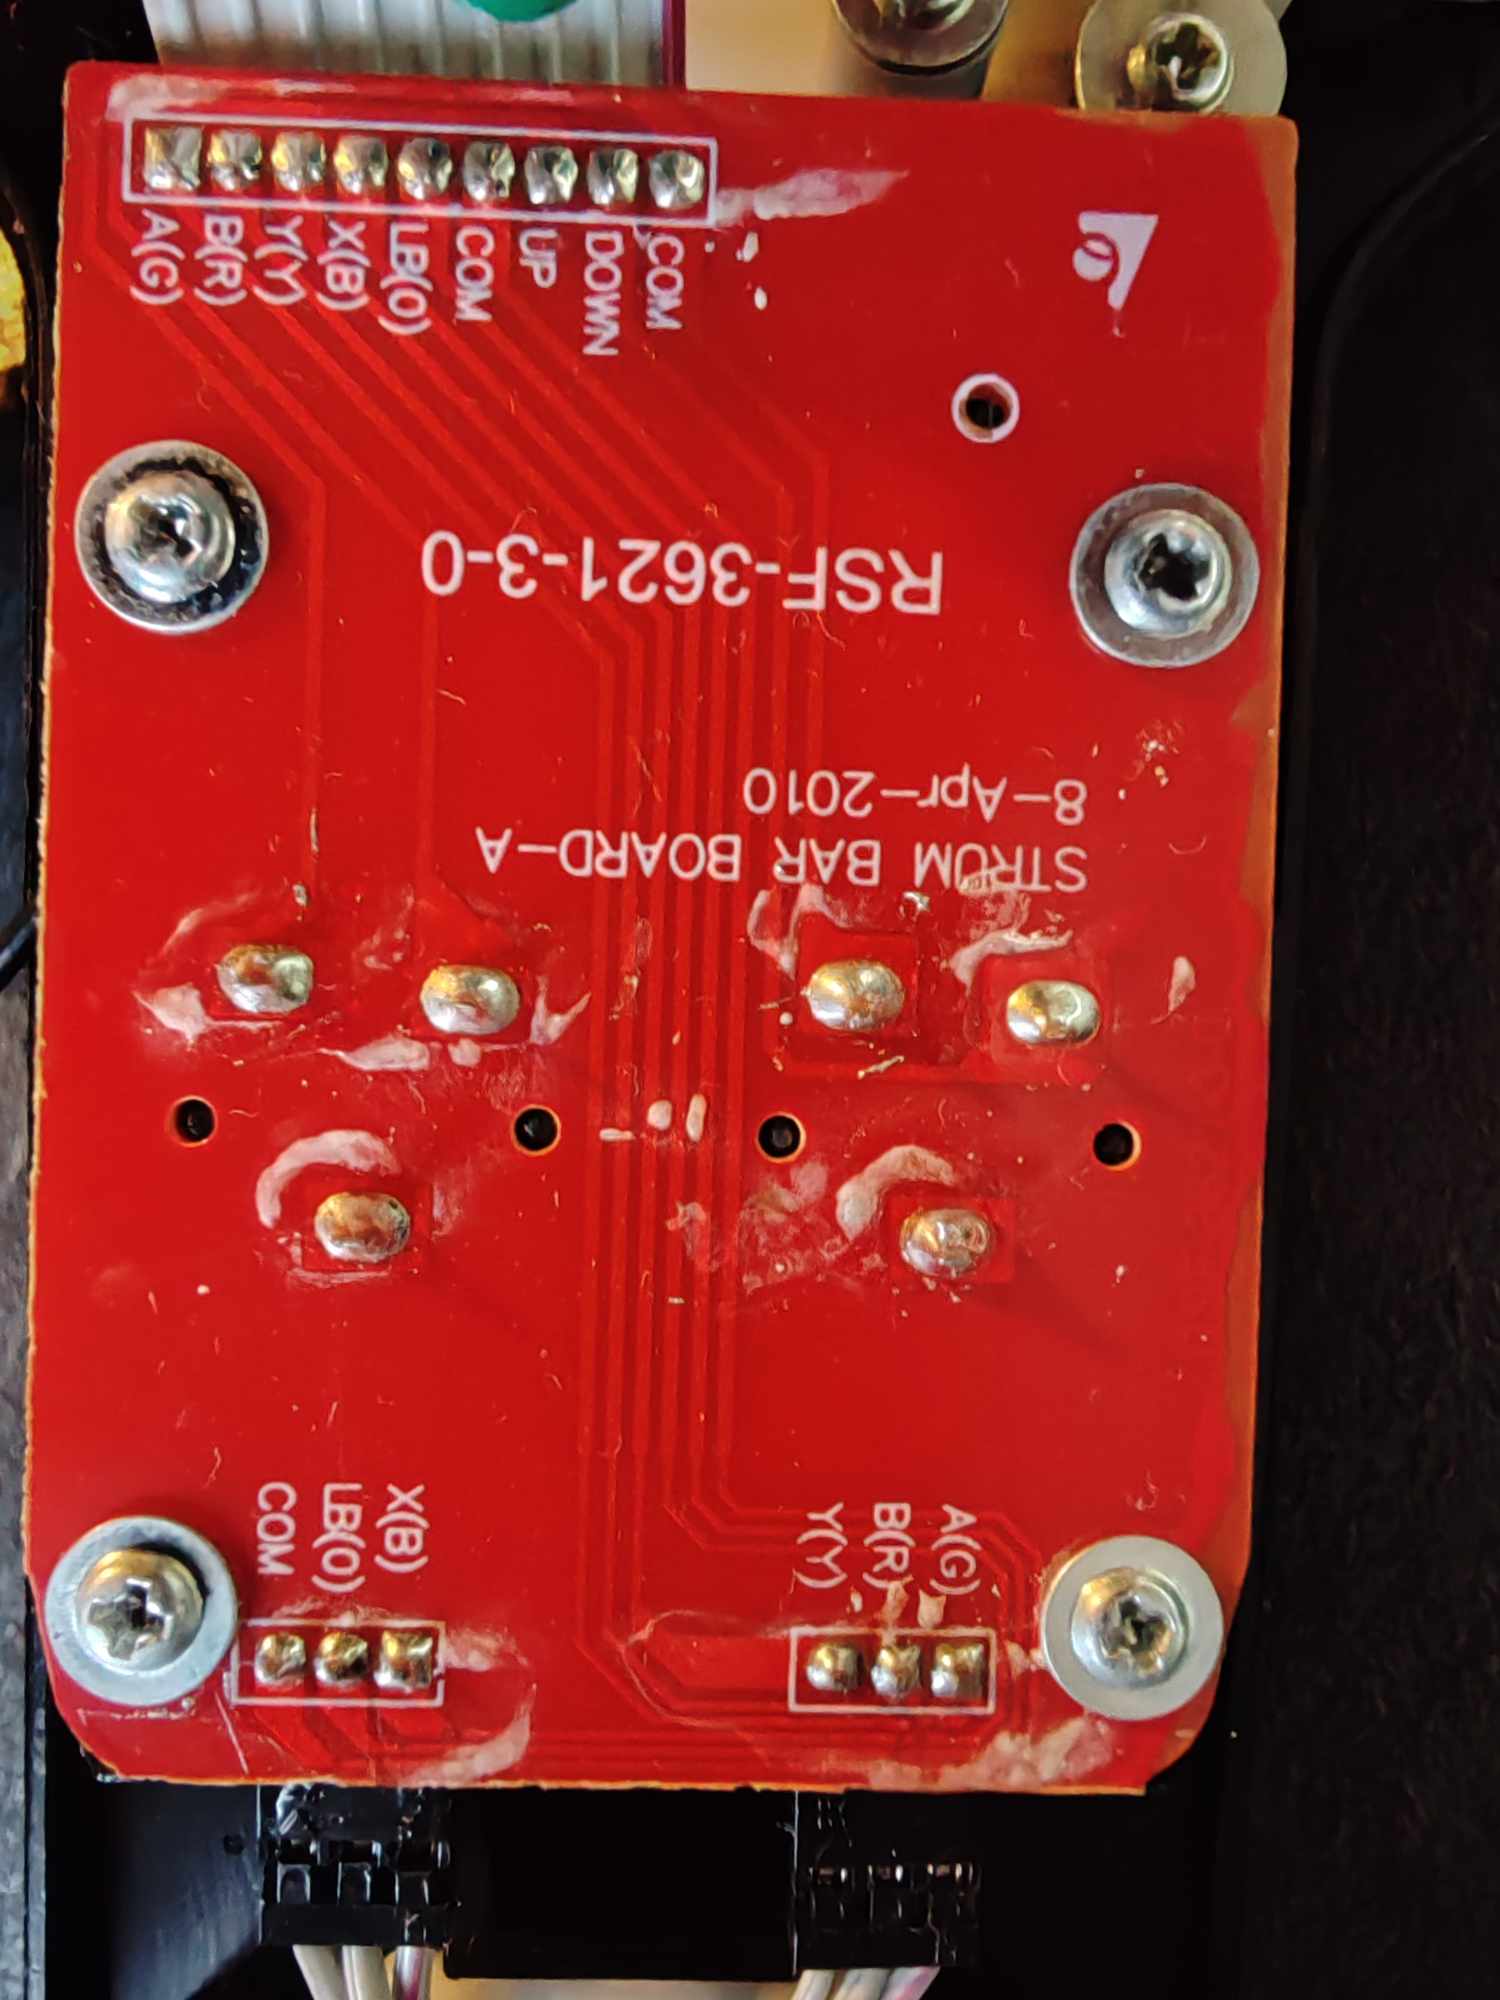 A(G)
B(R)
Y(Y)
X(B)
LB(O)
COM
UP
DOWN
COM
RSF-3621-3-0
8-Apr-2010
STRUM BAR BOARD-A
COM
LB(O)
X(B)
Y(Y)
B(R)
A(G)